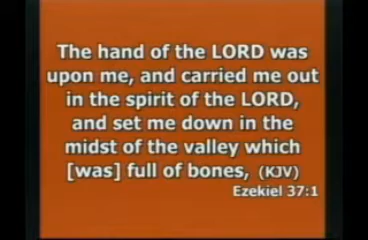 The hand of the LORD was
upon me, and carried me out
in the spirit of the LORD,
and set me down in the
midst of the valley which
[was] full of bones, (KJV)
Ezekiel 37:1